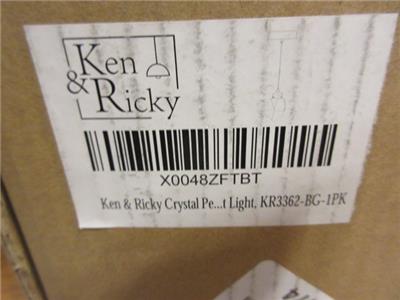 Ken
& Ricky
X0048ZFTBT
Ken & Ricky Crystal Pe...t Light, KR3362-BG-1PK